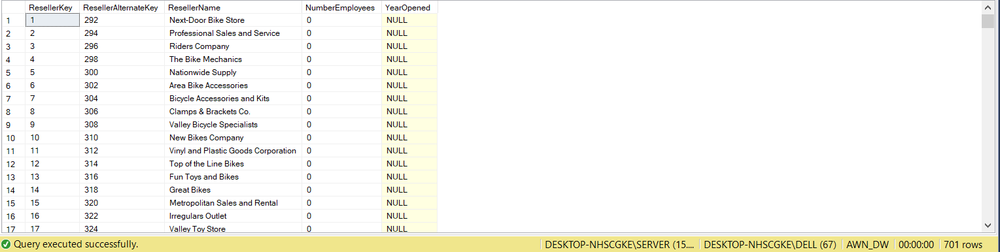 ResellerKey ResellerAlternateKey ResellerName NumberEmployees YearOpened
1 1 292 Next-Door Bike Store 0 NULL
2 2 294 Professional Sales and Service 0 NULL
3 3 296 Riders Company 0 NULL
4 4 298 The Bike Mechanics 0 NULL
5 5 300 Nationwide Supply 0 NULL
6 6 302 Area Bike Accessories 0 NULL
7 7 304 Bicycle Accessories and Kits 0 NULL
8 8 306 Clamps & Brackets Co. 0 NULL
9 9 308 Valley Bicycle Specialists 0 NULL
10 10 310 New Bikes Company 0 NULL
11 11 312 Vinyl and Plastic Goods Corporation 0 NULL
12 12 314 Top of the Line Bikes 0 NULL
13 13 316 Fun Toys and Bikes 0 NULL
14 14 318 Great Bikes 0 NULL
15 15 320 Metropolitan Sales and Rental 0 NULL
16 16 322 Irregulars Outlet 0 NULL
17 17 324 Valley Toy Store 0 NULL
Query executed successfully. DESKTOP-NHSCGKE\SERVER (15.... DESKTOP-NHSCGKE\DELL (67) AWN_DW 00:00:00 701 rows